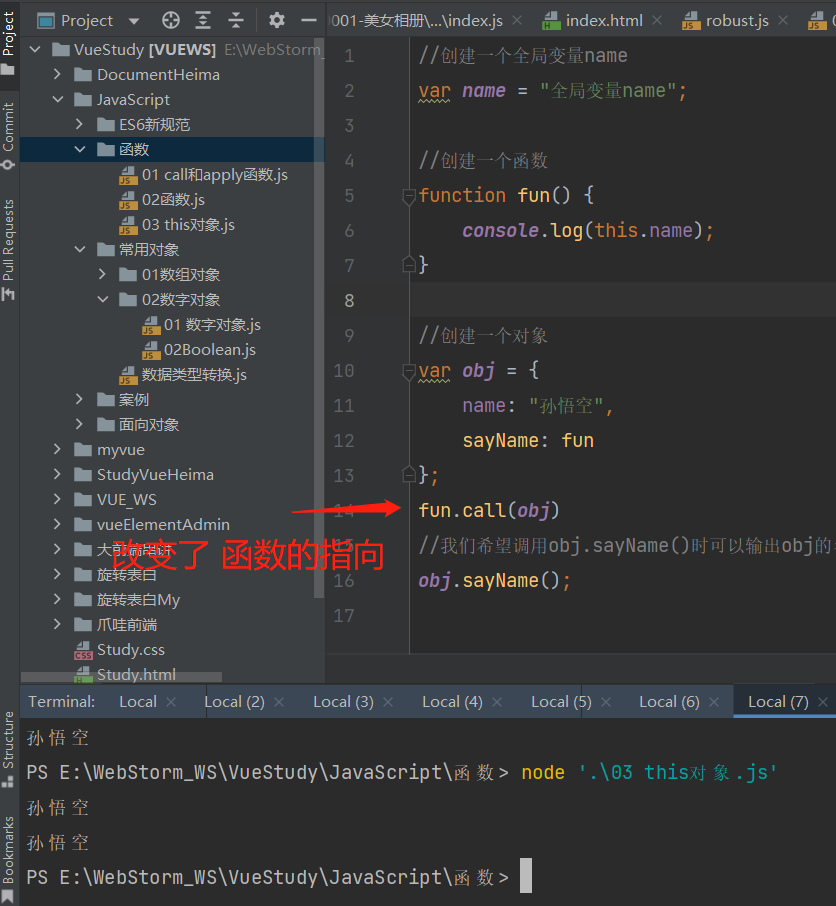 Project
001-美女相册\...\index.js
index.html
robust.js
Project
Commit
Pull Requests
VueStudy [VUEWS] E:\WebStorm_
DocumentHeima
JavaScript
ES6新规范
函数
01 call和apply函数.js
02函数.js
03 this对象.js
常用对象
01数组对象
02数字对象
01 数字对象.js
02Boolean.js
数据类型转换.js
案例
面向对象
myvue
StudyVueHeima
VUE_WS
vueElementAdmin
旋转表白
旋转表白My
爪哇前端
Study.css
Study.html
改变了 函数的指向
1 //创建一个全局变量name
2 var name = "全局变量name";
3
4 //创建一个函数
5 function fun() {
6 console.log(this.name);
7 }
8
9 //创建一个对象
10 var obj = {
11 name: "孙悟空",
12 sayName: fun
13 };
14 fun.call(obj)
//我们希望调用obj.sayName()时可以输出obj的
16 obj.sayName();
17
Terminal: Local Local (2) Local (3) Local (4) Local (5) Local (6) Local (7)
Structure
Bookmarks
孙悟空
PS E:\WebStorm_WS\VueStudy\JavaScript\函数> node '.\03 this对象.js'
孙悟空
孙悟空
PS E:\WebStorm_WS\VueStudy\JavaScript\函数>